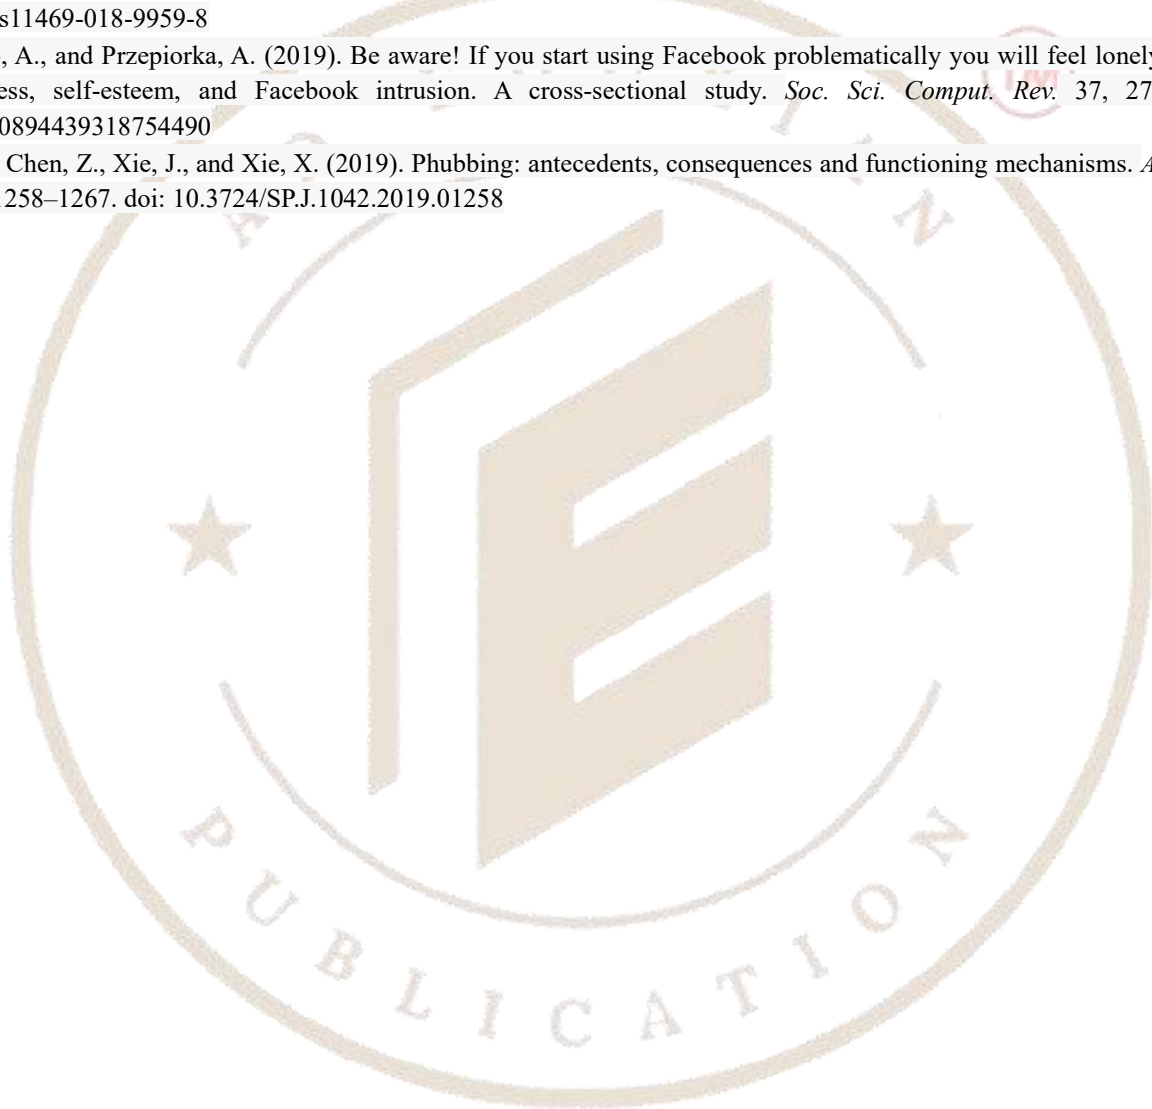 s11469-018-9959-8
, A., and Przepiorka, A. (2019). Be aware! If you start using Facebook problematically you will feel lonely
ess, self-esteem, and Facebook intrusion. A cross-sectional study. Soc. Sci. Comput. Rev. 37, 27
0894439318754490
Chen, Z., Xie, J., and Xie, X. (2019). Phubbing: antecedents, consequences and functioning mechanisms. A
258–1267. doi: 10.3724/SP.J.1042.2019.01258
TM
PUBLICATION